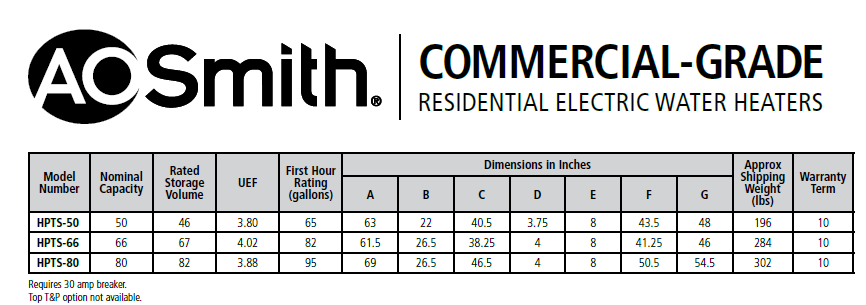 AOSmith®
COMMERCIAL-GRADE
RESIDENTIAL ELECTRIC WATER HEATERS
Model Number Nominal Capacity Rated Storage Volume UEF First Hour Rating (gallons) Dimensions in Inches Approx Shipping Weight (lbs) Warranty Term
A B C D E F G
HPTS-50 50 46 3.80 65 63 22 40.5 3.75 8 43.5 48 196 10
HPTS-66 66 67 4.02 82 61.5 26.5 38.25 4 8 41.25 46 284 10
HPTS-80 80 82 3.88 95 69 26.5 46.5 4 8 50.5 54.5 302 10
Requires 30 amp breaker.
Top T&P option not available.